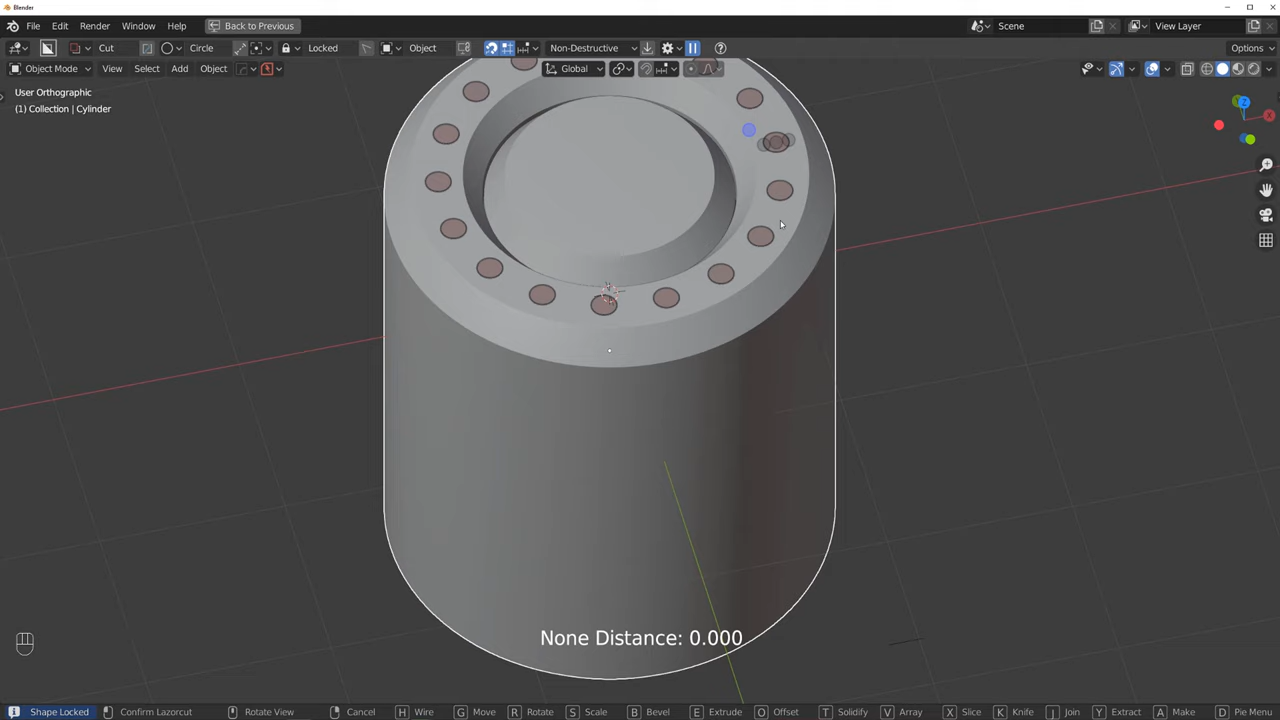 Blender
File Edit Render Window Help Back to Previous Scene View Layer
Cut Circle Locked Object Non-Destructive Options
Object Mode View Select Add Object Global
User Orthographic
(1) Collection | Cylinder
Z
X
None Distance: 0.000
Shape Locked Confirm Lazorcut Rotate View Cancel H Wire G Move R Rotate S Scale B Bevel E Extrude O Offset T Solidify V Array X Slice K Knife J Join Y Extract A Make D Pie Menu